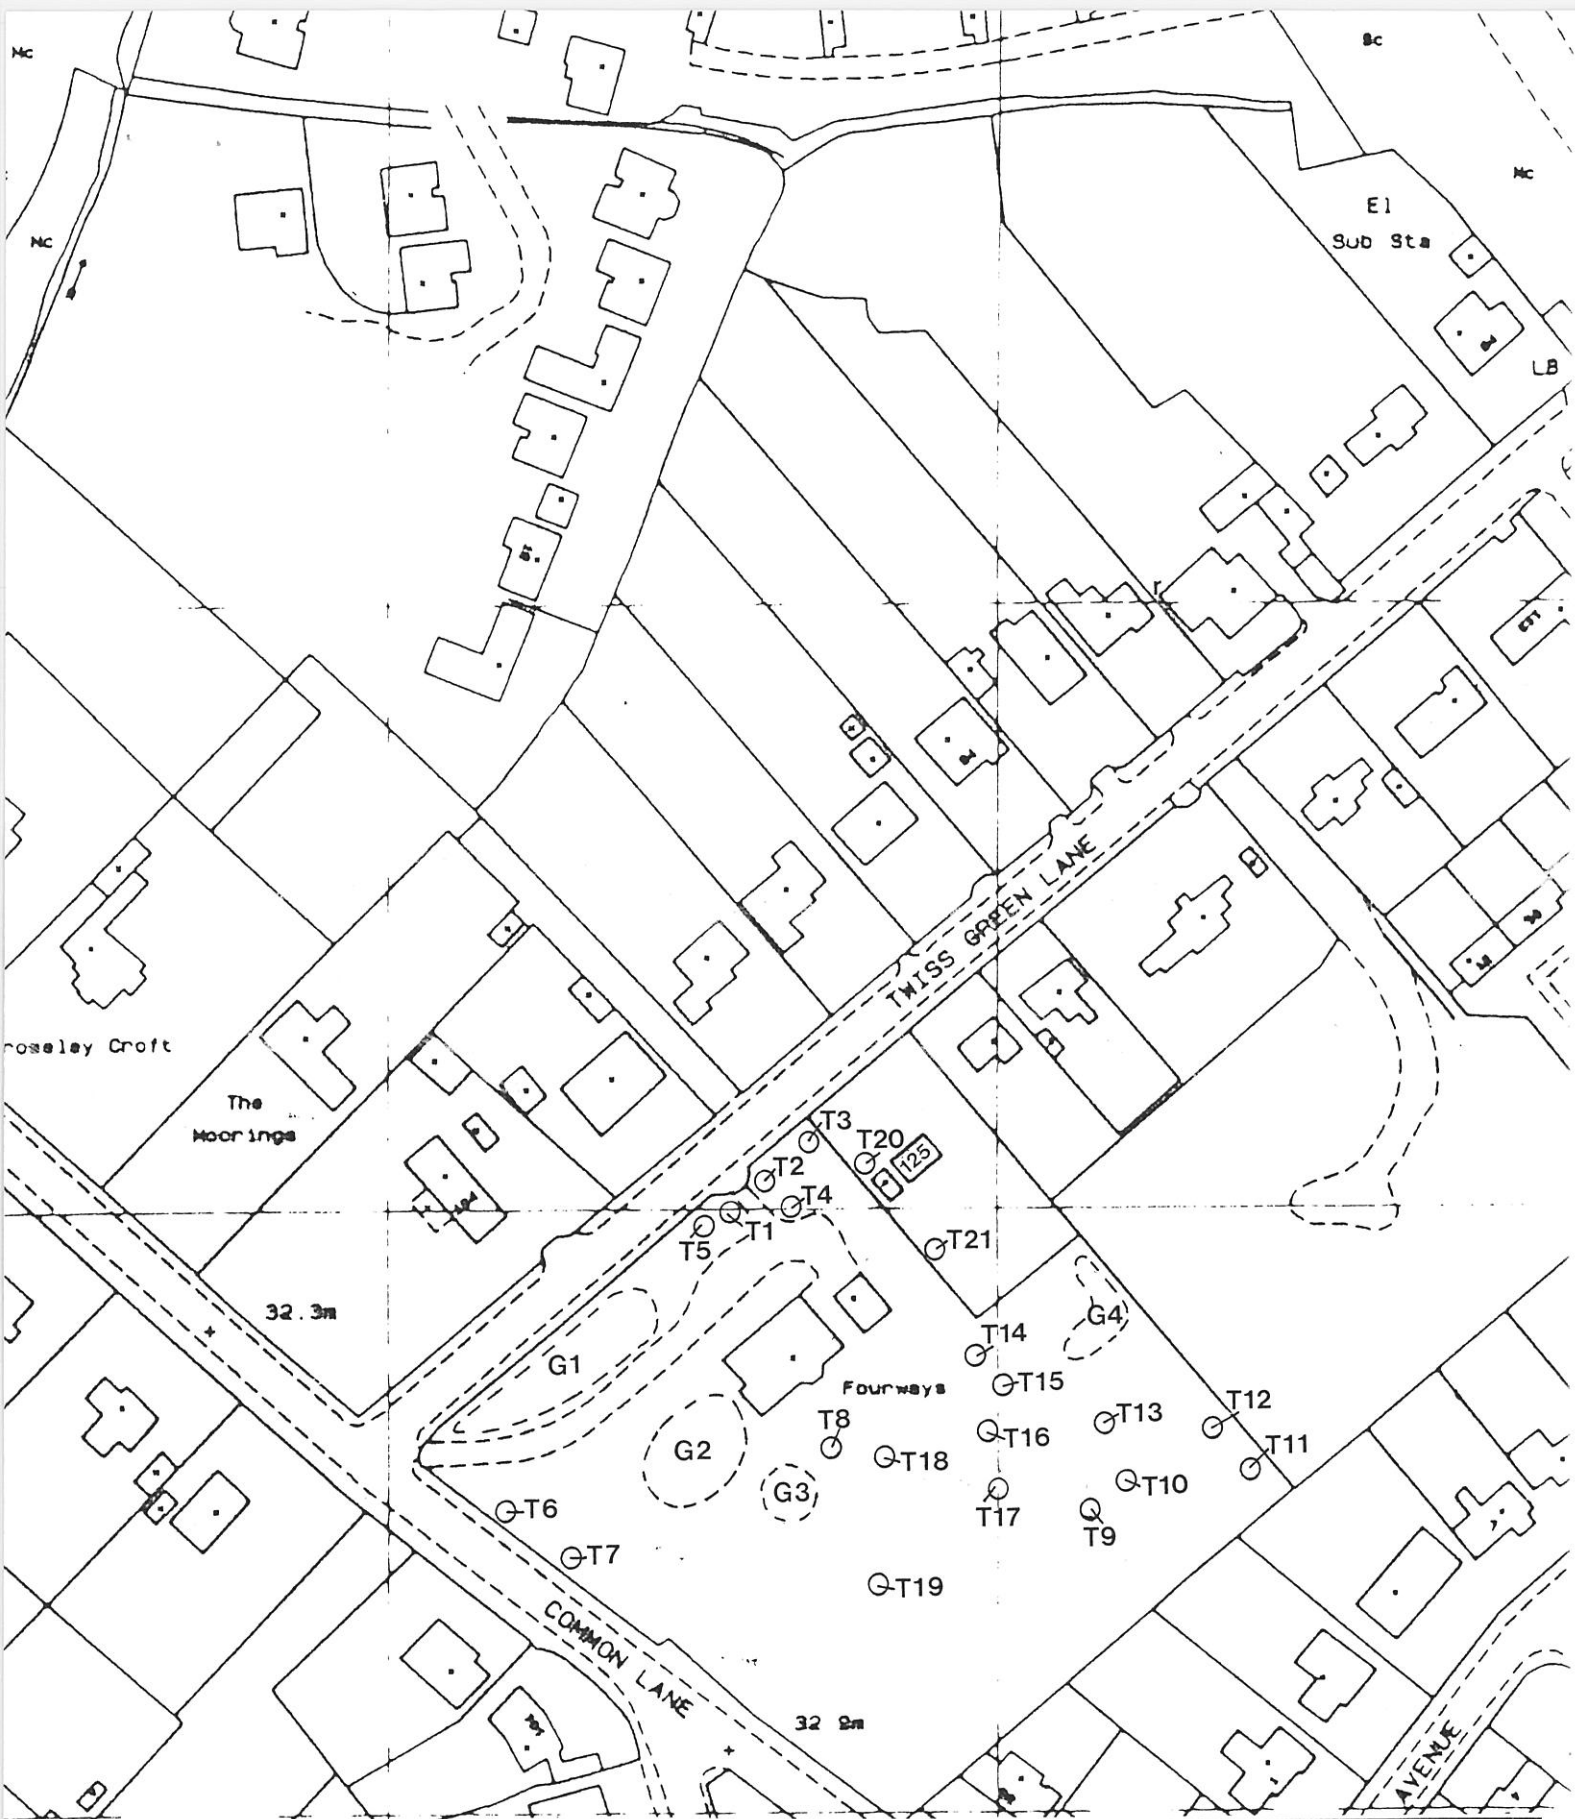 Mc
Mc
El
Sub Sta
Mc
LB
roseley Croft
The
Moorings
TWISS GREEN LANE
T3
T20
125
T2
T4
T1
T5
T21
32.3m
G4
T14
G1
T15
Fourways
T12
T13
T8
T16
G2
T18
T11
T10
G3
T17
T6
T9
T7
T19
COMMON LANE
AVENUE